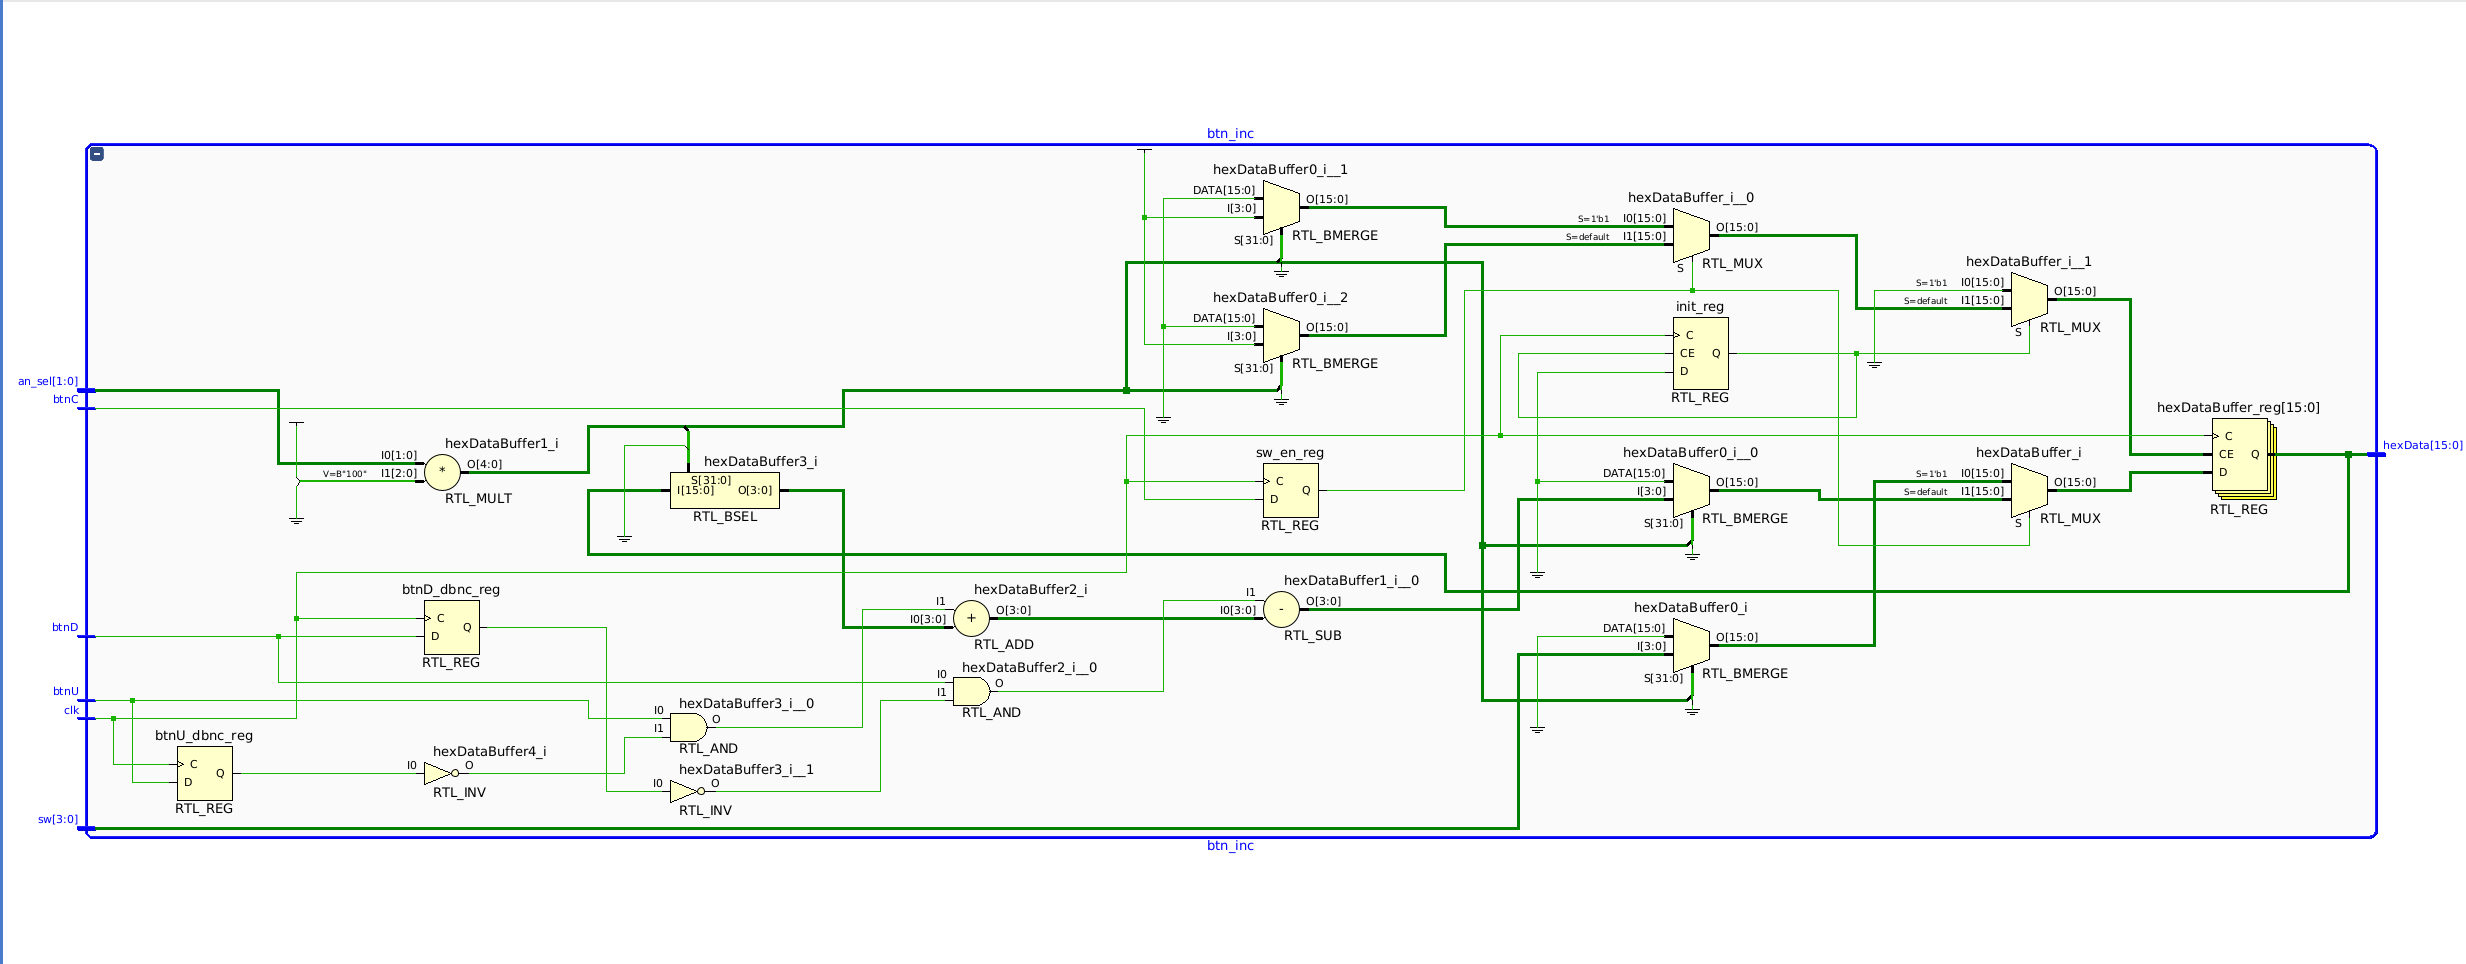 btn_inc
hexDataBuffer0_i__1
DATA[15:0]
I[3:0]
S[31:0]
O[15:0]
RTL_BMERGE
hexDataBuffer_i__0
S=1'b1
I0[15:0]
S=default
I1[15:0]
O[15:0]
S
RTL_MUX
hexDataBuffer_i__1
S=1'b1
I0[15:0]
S=default
I1[15:0]
O[15:0]
S
RTL_MUX
hexDataBuffer0_i__2
DATA[15:0]
I[3:0]
S[31:0]
O[15:0]
RTL_BMERGE
init_reg
C
CE
D
Q
RTL_REG
an_sel[1:0]
btnC
hexDataBuffer1_i
I0[1:0]
V=B"100"
I1[2:0]
*
O[4:0]
RTL_MULT
hexDataBuffer3_i
S[31:0]
I[15:0]
O[3:0]
RTL_BSEL
sw_en_reg
C
D
Q
RTL_REG
hexDataBuffer0_i__0
DATA[15:0]
I[3:0]
S[31:0]
O[15:0]
RTL_BMERGE
hexDataBuffer_i
S=1'b1
I0[15:0]
S=default
I1[15:0]
O[15:0]
S
RTL_MUX
hexDataBuffer_reg[15:0]
C
CE
D
Q
RTL_REG
hexData[15:0]
btnD
btnD_dbnc_reg
C
D
Q
RTL_REG
hexDataBuffer2_i
I1
I0[3:0]
+
O[3:0]
RTL_ADD
hexDataBuffer1_i__0
I1
I0[3:0]
-
O[3:0]
RTL_SUB
hexDataBuffer0_i
DATA[15:0]
I[3:0]
S[31:0]
O[15:0]
RTL_BMERGE
hexDataBuffer2_i__0
I0
I1
O
RTL_AND
btnU
clk
btnU_dbnc_reg
C
D
Q
RTL_REG
hexDataBuffer4_i
I0
O
RTL_INV
hexDataBuffer3_i__0
I0
I1
O
RTL_AND
hexDataBuffer3_i__1
I0
O
RTL_INV
sw[3:0]
btn_inc